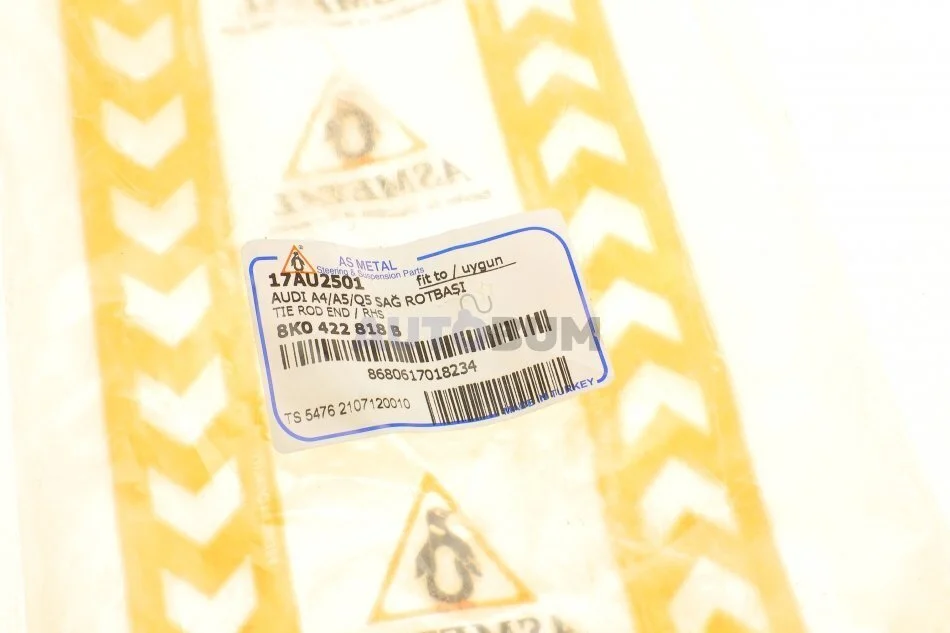 AS METAL
Steering & Suspension Parts
17AU2501
fit to / uygun
AUDI A4/A5/Q5 SAĞ ROTBAŞI
TIE ROD END / RHS
8K0 422 818 B
AUTOBUM
8680617018234
TS 5476 2107120010
MADE IN TURKEY